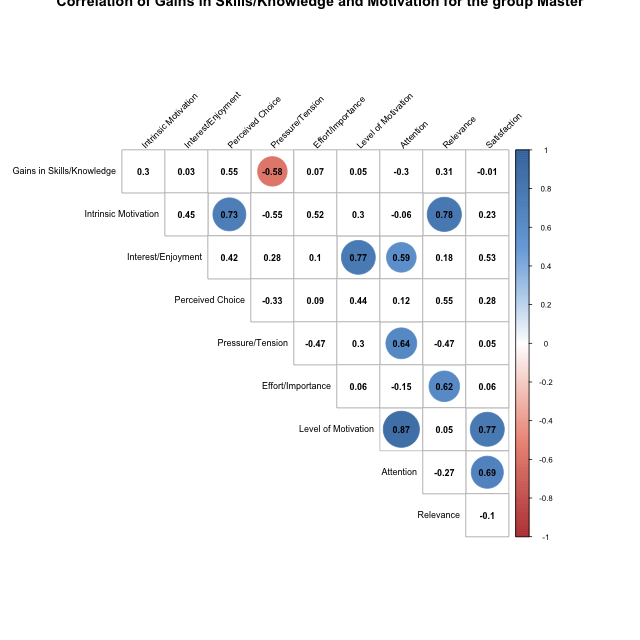 Correlation of Gains in Skills/Knowledge and Motivation for the group Master
Intrinsic Motivation
Interest/Enjoyment
Perceived Choice
Pressure/Tension
Effort/Importance
Level of Motivation
Attention
Relevance
Satisfaction
Gains in Skills/Knowledge 0.3 0.03 0.55 -0.58 0.07 0.05 -0.3 0.31 -0.01
Intrinsic Motivation 0.45 0.73 -0.55 0.52 0.3 -0.06 0.78 0.23
Interest/Enjoyment 0.42 0.28 0.1 0.77 0.59 0.18 0.53
Perceived Choice -0.33 0.09 0.44 0.12 0.55 0.28
Pressure/Tension -0.47 0.3 0.64 -0.47 0.05
Effort/Importance 0.06 -0.15 0.62 0.06
Level of Motivation 0.87 0.05 0.77
Attention -0.27 0.69
Relevance -0.1
1
0.8
0.6
0.4
0.2
0
-0.2
-0.4
-0.6
-0.8
-1